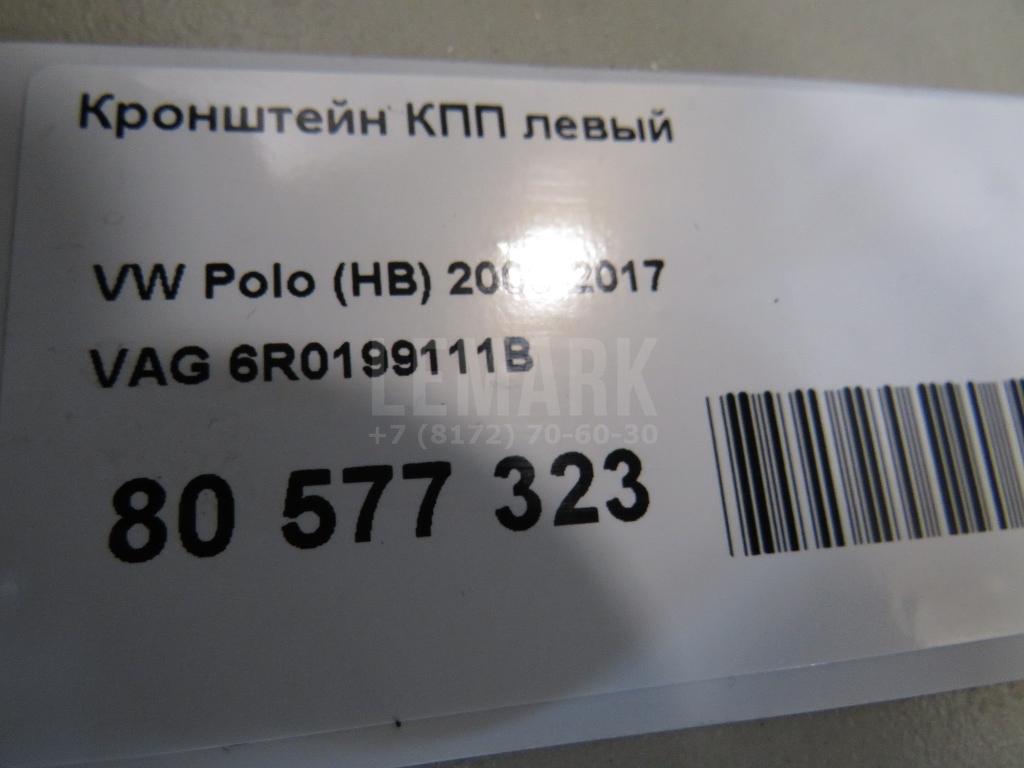 Кронштейн КПП левый
VW Polo (HB) 2017
VAG 6R0199111B
LEMARK
+7 (8172) 70-60-30
80 577 323